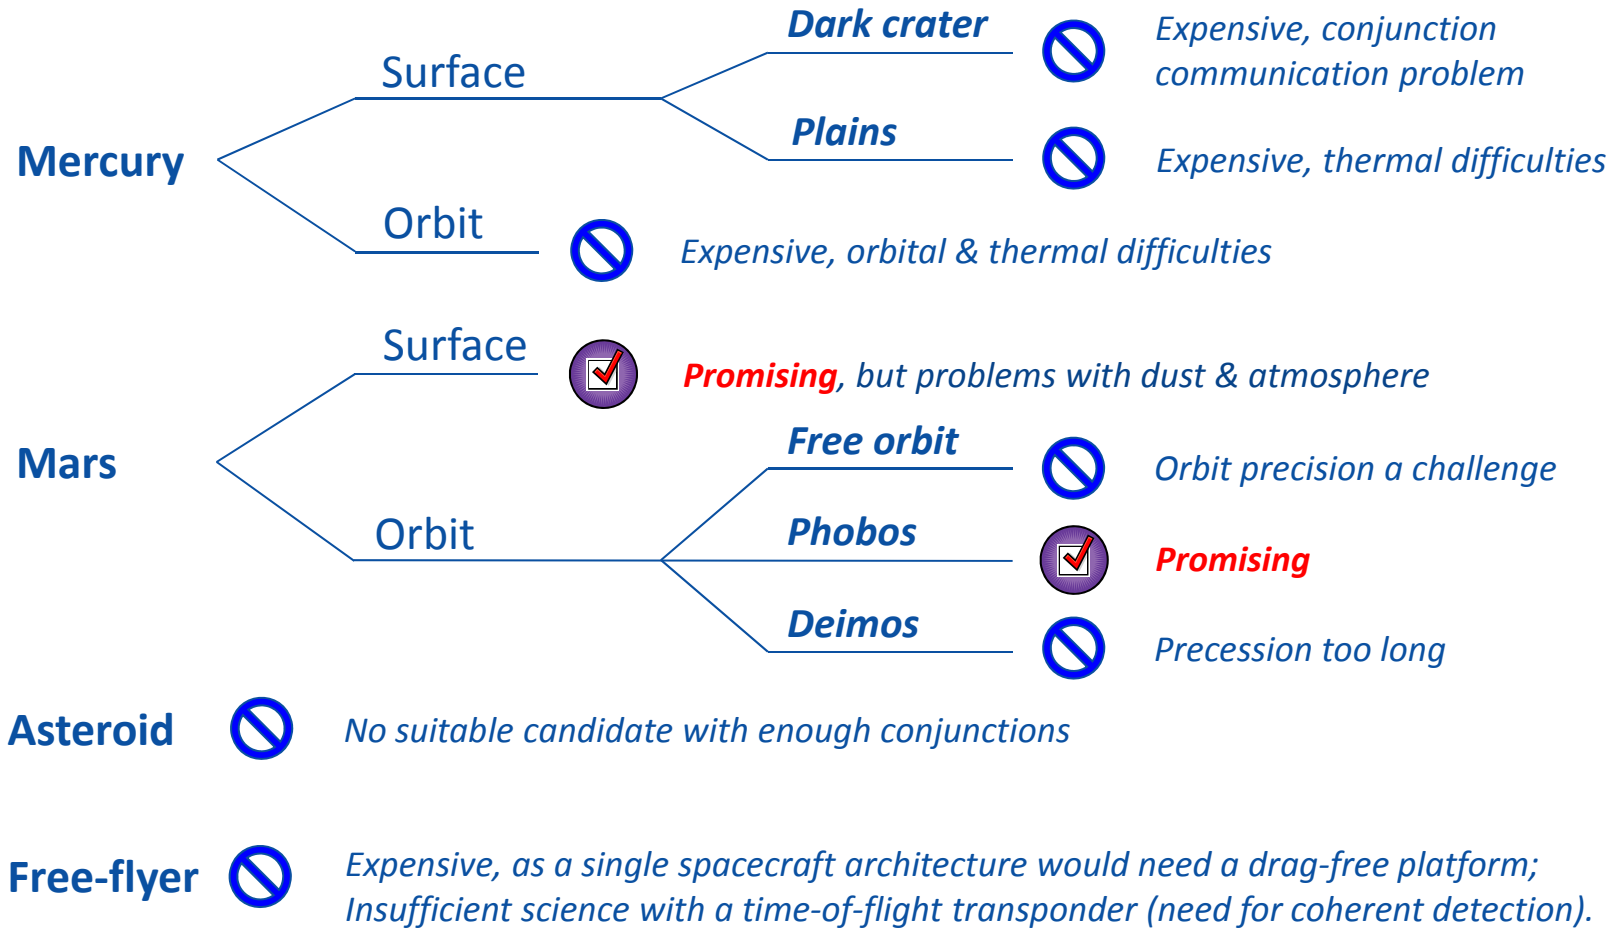 Dark crater
Expensive, conjunction
communication problem
Surface
Plains
Expensive, thermal difficulties
Mercury
Orbit
Expensive, orbital & thermal difficulties
Surface
Promising, but problems with dust & atmosphere
Mars
Free orbit
Orbit precision a challenge
Orbit
Phobos
Promising
Deimos
Precession too long
Asteroid
No suitable candidate with enough conjunctions
Free-flyer
Expensive, as a single spacecraft architecture would need a drag-free platform;
Insufficient science with a time-of-flight transponder (need for coherent detection).